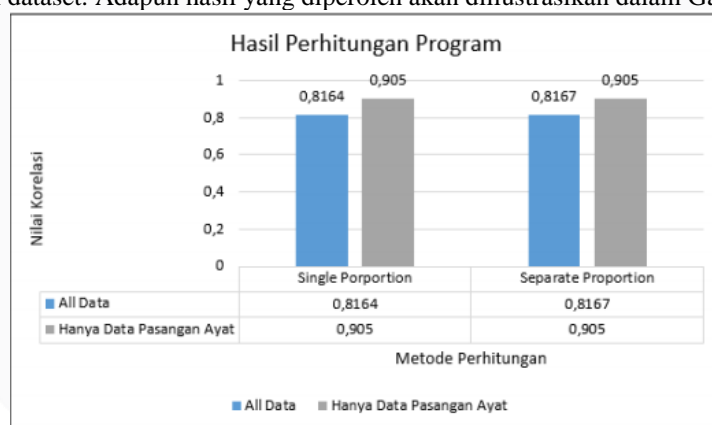 dataset. Adapun hasil yang diperoleh akan diilustrasikan dalam
Hasil Perhitungan Program
Nilai Korelasi
1
0,8
0,6
0,4
0,2
0
0,8164
0,905
0,8167
0,905
Single Porportion
Separate Proportion
All Data
0,8164
0,8167
Hanya Data Pasangan Ayat
0,905
0,905
Metode Perhitungan
All Data
Hanya Data Pasangan Ayat